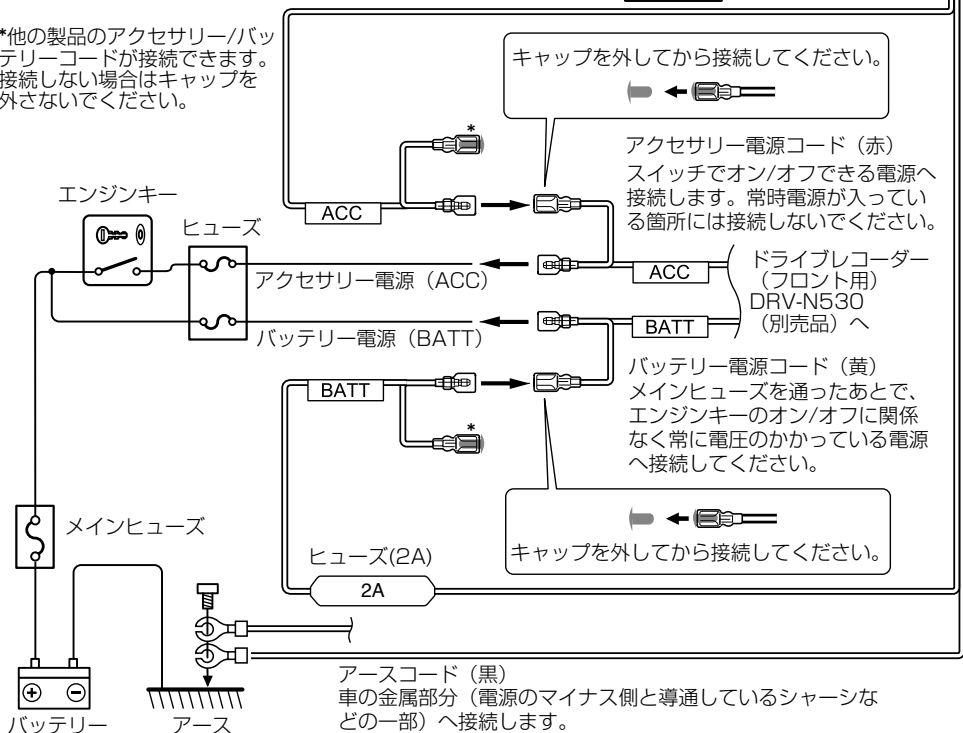 *他の製品のアクセサリー/バッ
テリーコードが接続できます。
接続しない場合はキャップを
外さないでください。
キャップを外してから接続してください。
*
アクセサリー電源コード（赤）
スイッチでオン/オフできる電源へ
接続します。常時電源が入ってい
る箇所には接続しないでください。
エンジンキー
ヒューズ
ACC
アクセサリー電源（ACC）
ACC
ドライブレコーダー
（フロント用）
DRV-N530
（別売品）へ
BATT
バッテリー電源（BATT）
バッテリー電源コード（黄）
メインヒューズを通ったあとで、
エンジンキーのオン/オフに関係
なく常に電圧のかかっている電源
へ接続してください。
BATT
*
キャップを外してから接続してください。
メインヒューズ
ヒューズ(2A)
2A
アースコード（黒）
車の金属部分（電源のマイナス側と導通しているシャーシな
どの一部）へ接続します。
バッテリー
アース